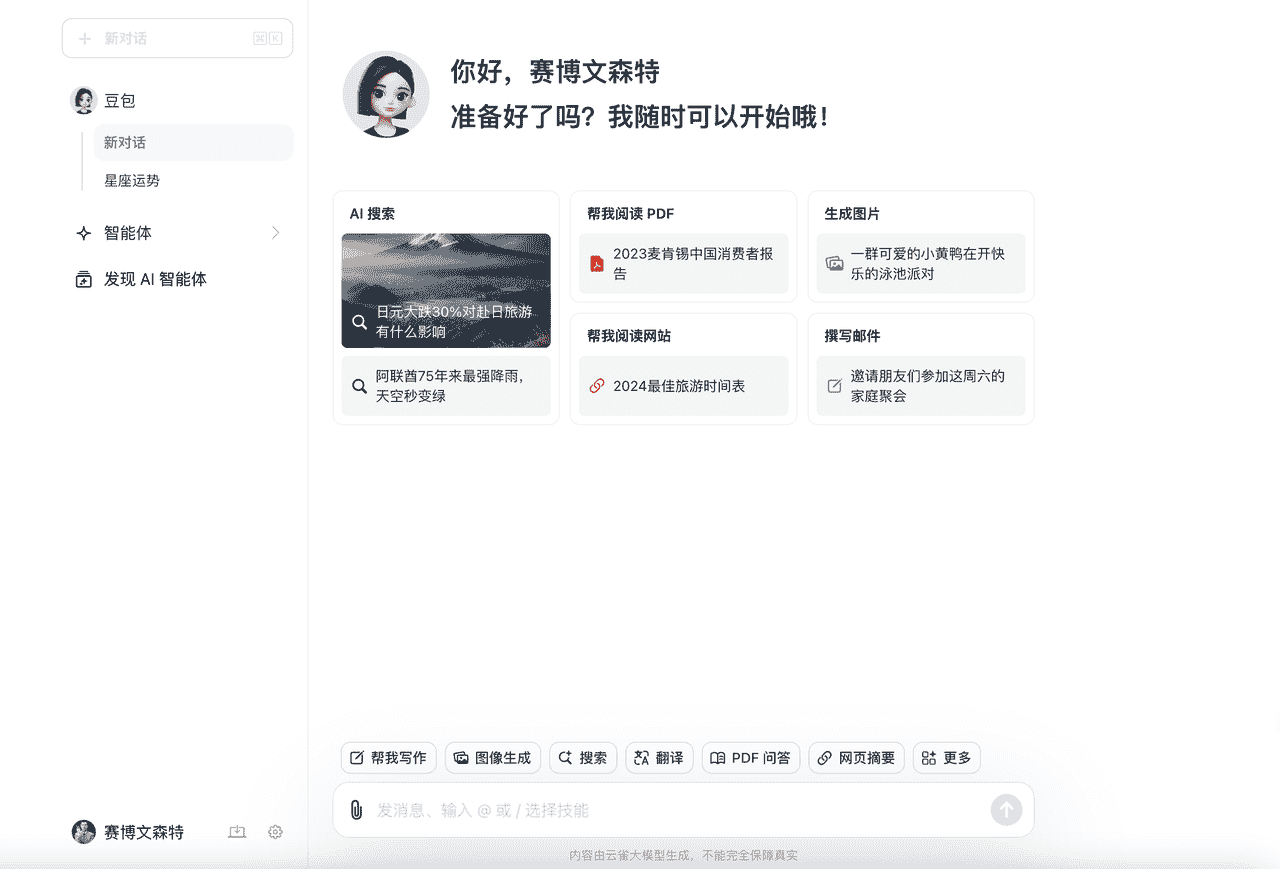 新对话
⌘ K
豆包
新对话
星座运势
智能体
发现 AI 智能体
赛博文森特
你好，赛博文森特
准备好了吗？我随时可以开始哦！
AI 搜索
日元大跌30%对赴日旅游
有什么影响
阿联酋75年来最强降雨，
天空秒变绿
帮我阅读 PDF
2023麦肯锡中国消费者报
告
帮我阅读网站
2024最佳旅游时间表
生成图片
一群可爱的小黄鸭在开快
乐的泳池派对
撰写邮件
邀请朋友们参加这周六的
家庭聚会
帮我写作
图像生成
搜索
翻译
PDF 问答
网页摘要
更多
发消息、输入 @ 或 / 选择技能
内容由云雀大模型生成，不能完全保障真实